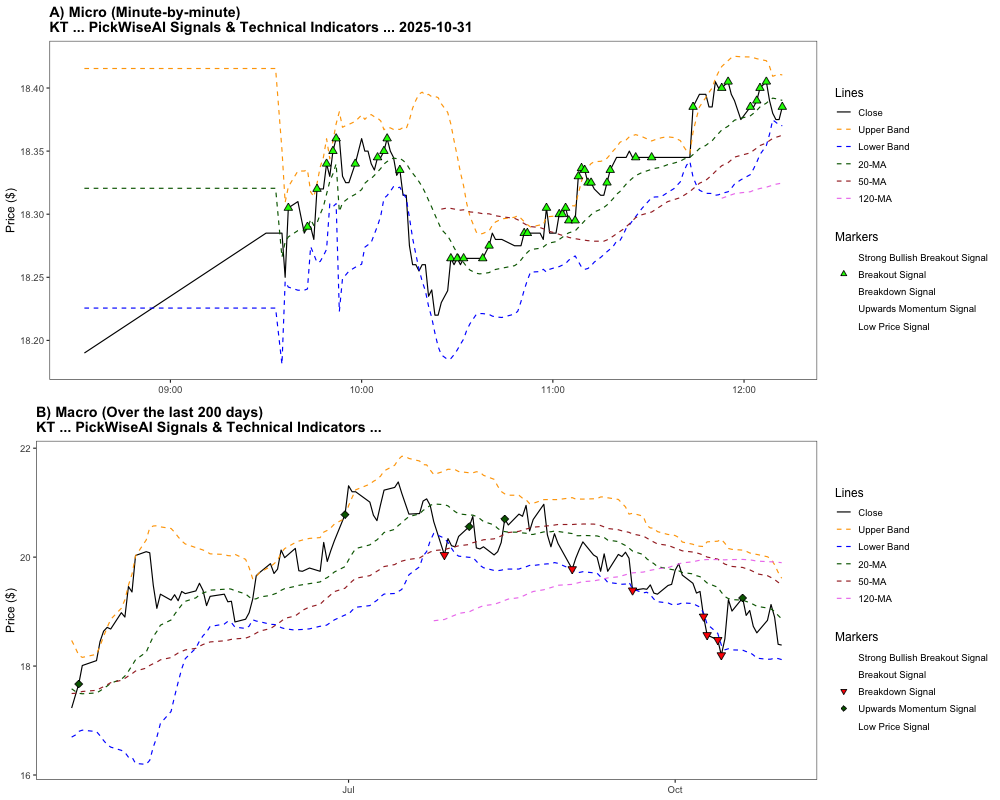 A) Micro (Minute-by-minute)
KT ... PickWiseAI Signals & Technical Indicators ... 2025-10-31
Price ($)
18.40
18.35
18.30
18.25
18.20
09:00
10:00
11:00
12:00
Lines
Close
Upper Band
Lower Band
20-MA
50-MA
120-MA
Markers
Strong Bullish Breakout Signal
Breakout Signal
Breakdown Signal
Upwards Momentum Signal
Low Price Signal
B) Macro (Over the last 200 days)
KT ... PickWiseAI Signals & Technical Indicators ...
Price ($)
22
20
18
16
Jul
Oct
Lines
Close
Upper Band
Lower Band
20-MA
50-MA
120-MA
Markers
Strong Bullish Breakout Signal
Breakout Signal
Breakdown Signal
Upwards Momentum Signal
Low Price Signal